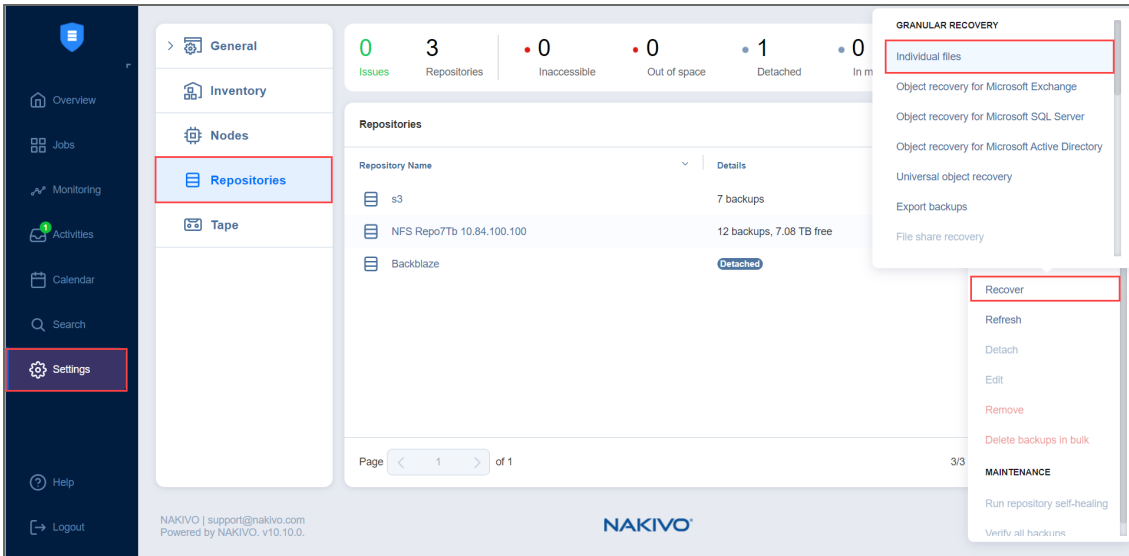 Overview
Jobs
Monitoring
1
Activities
Calendar
Search
Settings
Help
Logout
General
Inventory
Nodes
Repositories
Tape
0
Issues
3
Repositories
0
Inaccessible
0
Out of space
1
Detached
0
In m
Repositories
Repository Name
Details
s3
7 backups
NFS Repo7Tb 10.84.100.100
12 backups, 7.08 TB free
Backblaze
Detached
Page
1
of 1
3/3
GRANULAR RECOVERY
Individual files
Object recovery for Microsoft Exchange
Object recovery for Microsoft SQL Server
Object recovery for Microsoft Active Directory
Universal object recovery
Export backups
File share recovery
Recover
Refresh
Detach
Edit
Remove
Delete backups in bulk
MAINTENANCE
Run repository self-healing
Verify all backups
NAKIVO | support@nakivo.com
Powered by NAKIVO. v10.10.0.
NAKIVO®